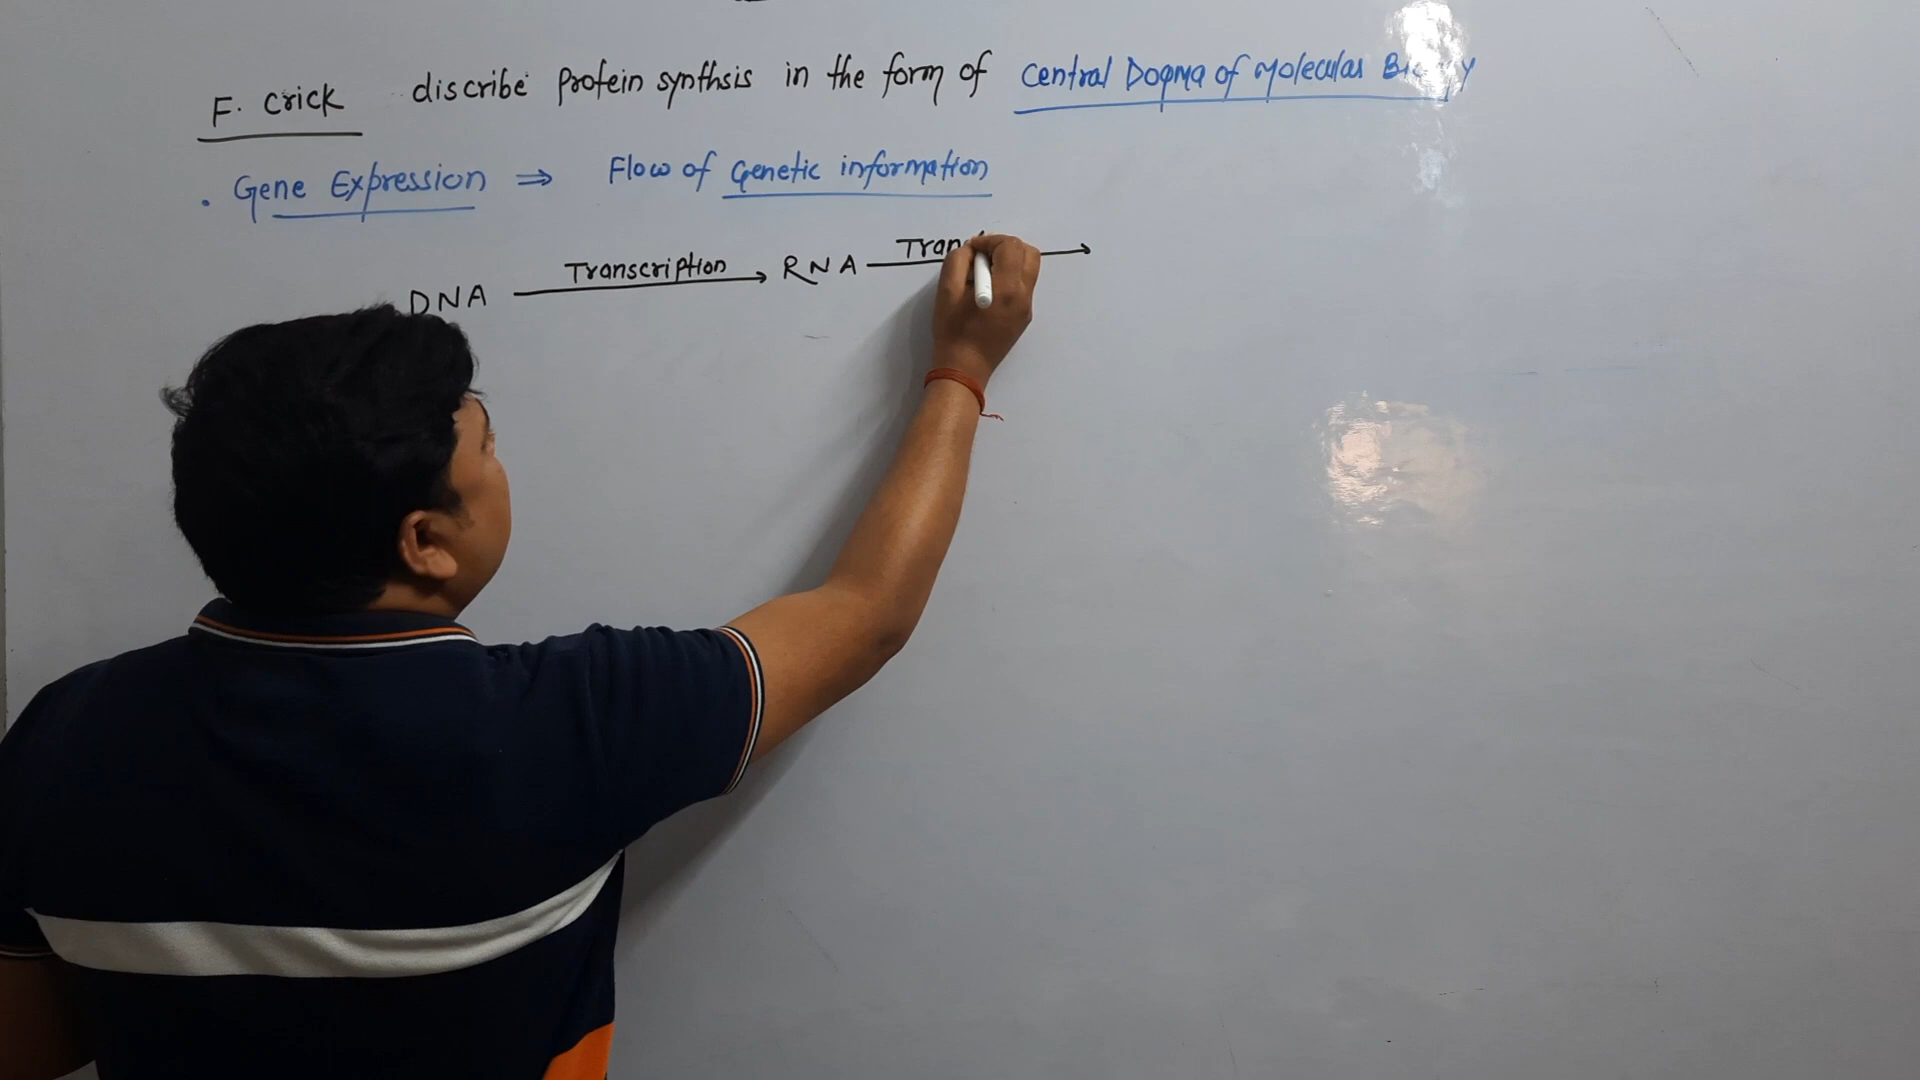 F. Crick discribe Protein synthsis in the form of Central Dogma of Molecular Biology
. Gene Expression ⇒ Flow of Genetic information
DNA Transcription → RNA →